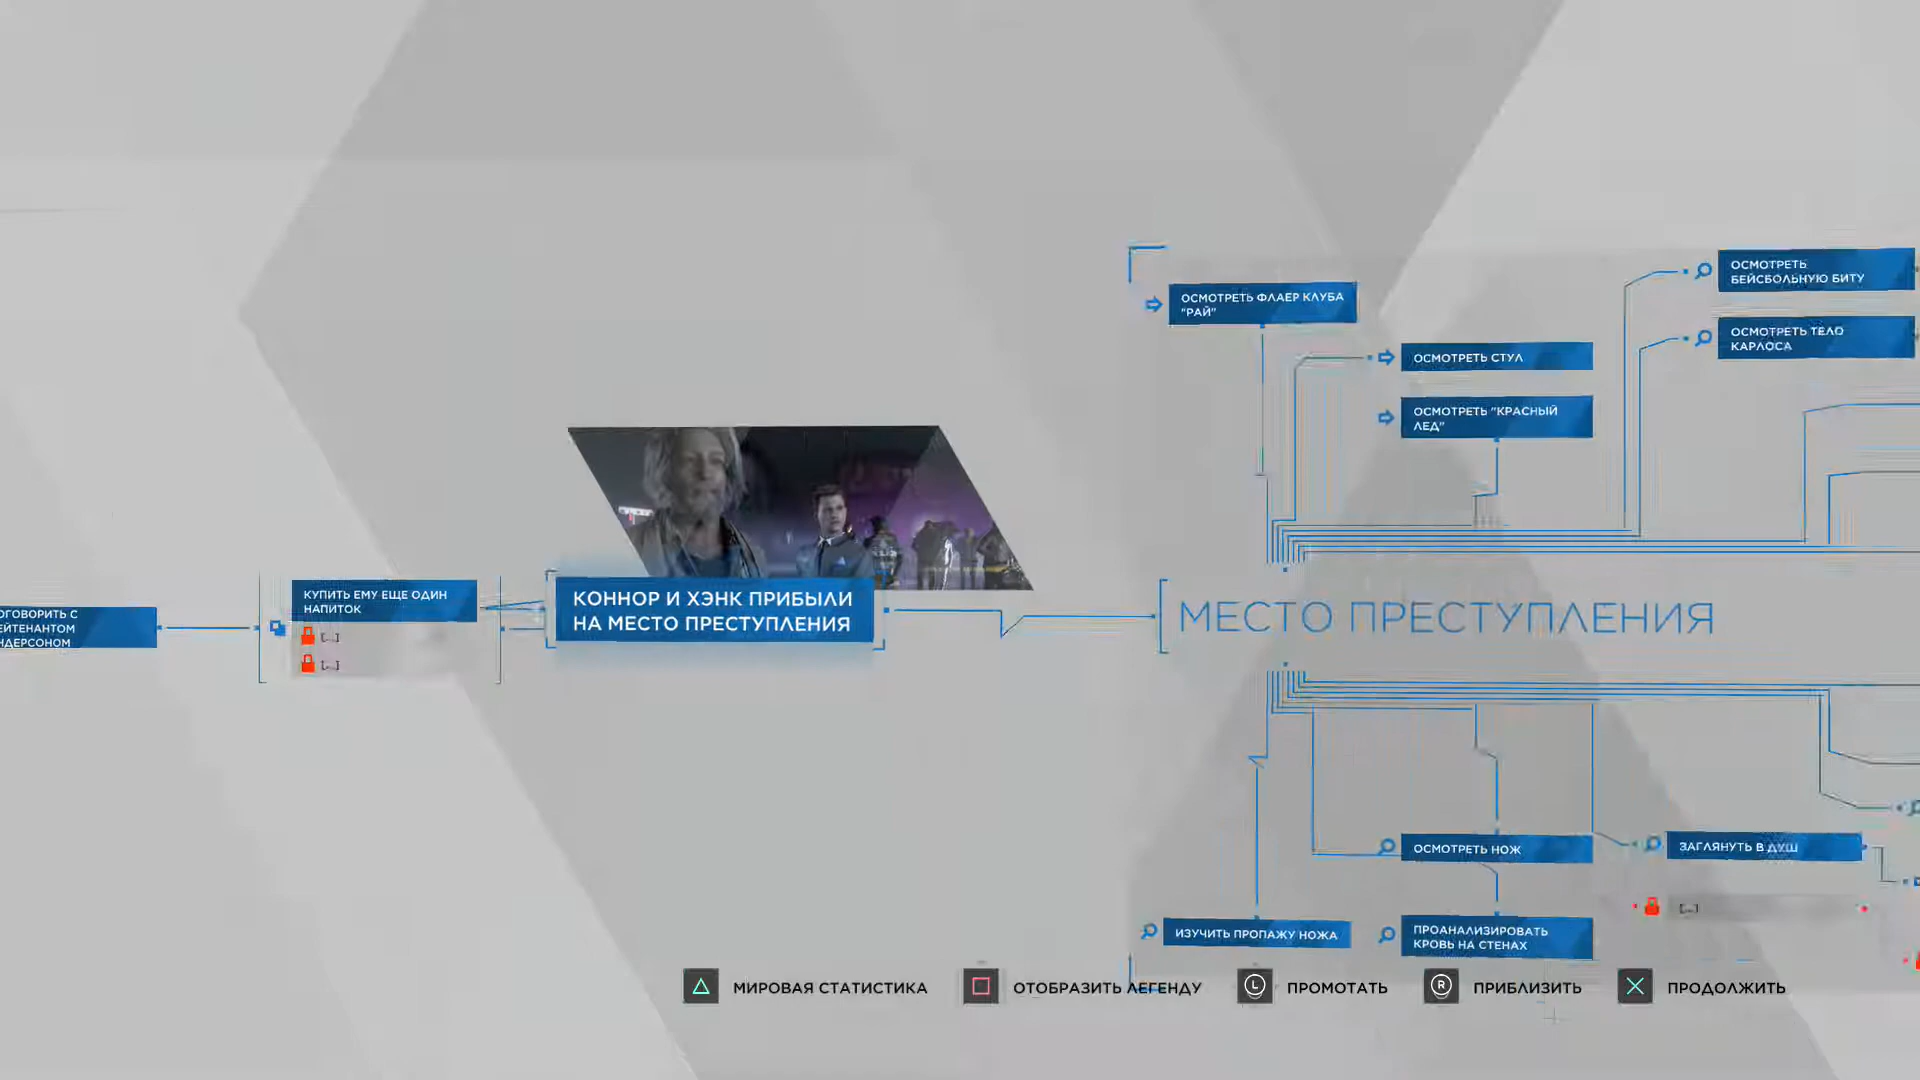 ОСМОТРЕТЬ
БЕЙСБОЛЬНУЮ БИТУ
ОСМОТРЕТЬ ФЛАЕР КЛУБА
"РАЙ"
ОСМОТРЕТЬ ТЕЛО
КАРЛОСА
ОСМОТРЕТЬ СТУЛ
ОСМОТРЕТЬ "КРАСНЫЙ
ЛЕД"
ОГОВОРИТЬ С
ЕЙТЕНАНТОМ
НДЕРСОНОМ
КУПИТЬ ЕМУ ЕЩЕ ОДИН
НАПИТОК
[...]
[...]
КОННОР И ХЭНК ПРИБЫЛИ
НА МЕСТО ПРЕСТУПЛЕНИЯ
МЕСТО ПРЕСТУПЛЕНИЯ
ОСМОТРЕТЬ НОЖ
ЗАГЛЯНУТЬ В ДУШ
[...]
ИЗУЧИТЬ ПРОПАЖУ НОЖА
ПРОАНАЛИЗИРОВАТЬ
КРОВЬ НА СТЕНАХ
МИРОВАЯ СТАТИСТИКА
ОТОБРАЗИТЬ ЛЕГЕНДУ
L ПРОМОТАТЬ
R ПРИБЛИЗИТЬ
ПРОДОЛЖИТЬ